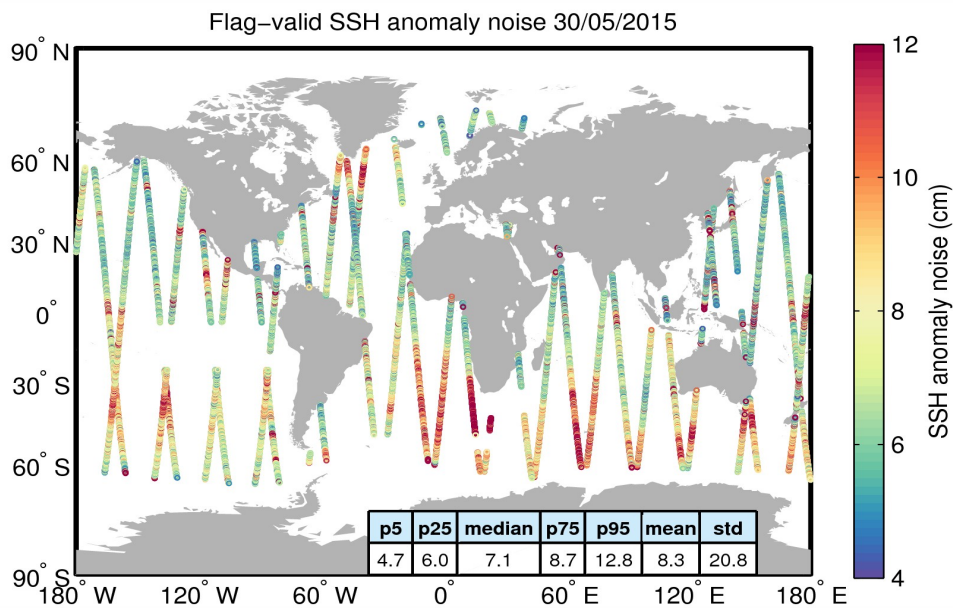 Flag–valid SSH anomaly noise 30/05/2015
90° N
60° N
30° N
0°
30° S
60° S
90° S
180° W 120° W 60° W 0° 60° E 120° E 180° E
p5 p25 median p75 p95 mean std
4.7 6.0 7.1 8.7 12.8 8.3 20.8
12
10
8
6
4
SSH anomaly noise (cm)